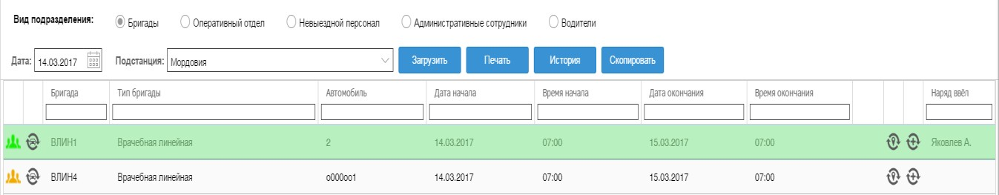 Вид подразделения: Бригады Оперативный отдел Невыездной персонал Административные сотрудники Водители
Дата: 14.03.2017 Подстанция: Мордовия Загрузить Печать История Скопировать
Бригада Тип бригады Автомобиль Дата начала Время начала Дата окончания Время окончания Наряд ввёл
ВЛИН1 Врачебная линейная 2 14.03.2017 07:00 15.03.2017 07:00 Яковлев А.
ВЛИН4 Врачебная линейная о000оо1 14.03.2017 07:00 15.03.2017 07:00